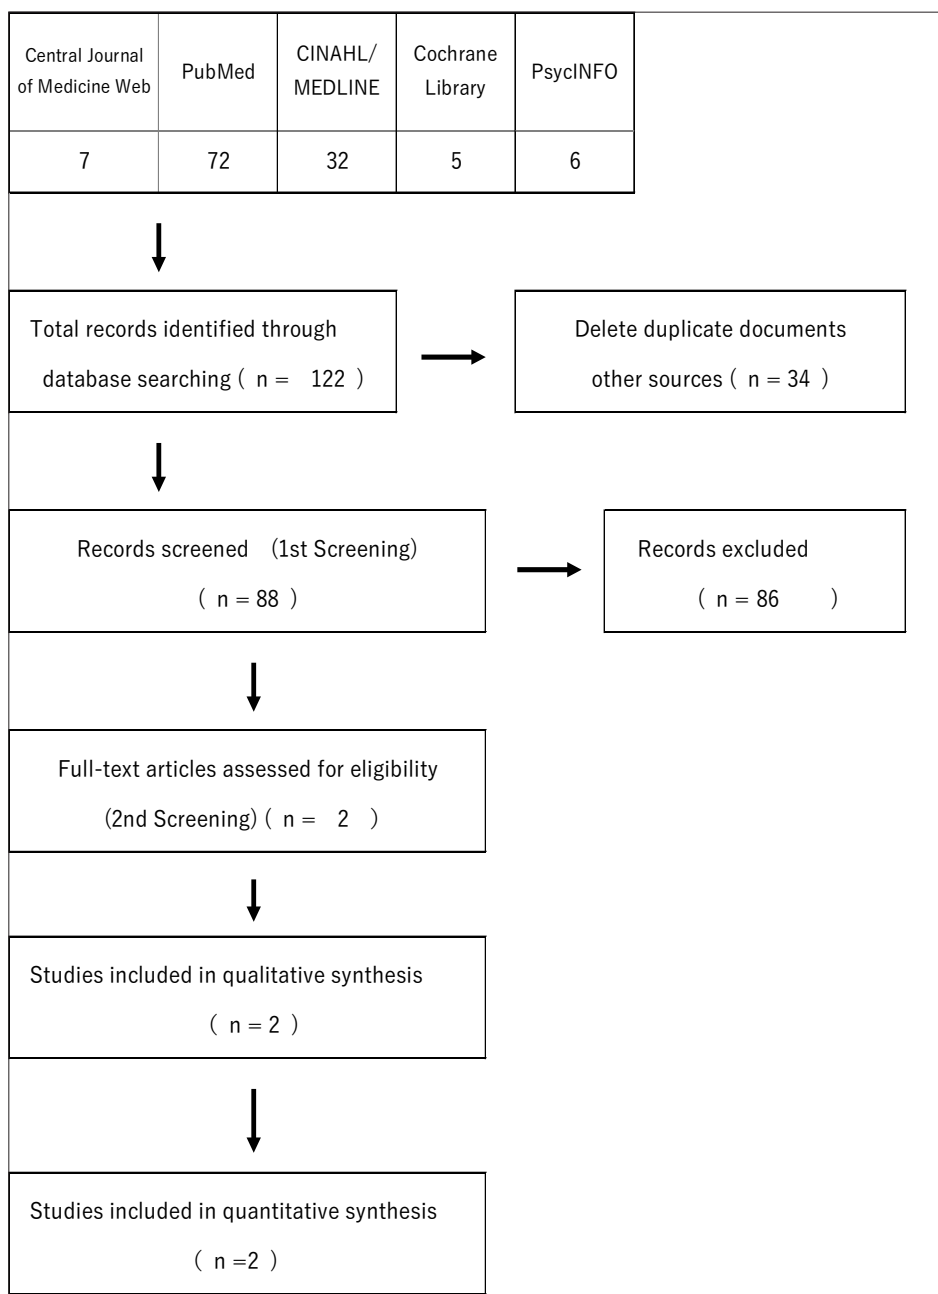 Central Journal
of Medicine Web
PubMed
CINAHL/
MEDLINE
Cochrane
Library
PsycINFO
7
72
32
5
6
Total records identified through
database searching ( n = 122 )
Delete duplicate documents
other sources ( n = 34 )
Records screened (1st Screening)
( n = 88 )
Records excluded
( n = 86 )
Full-text articles assessed for eligibility
(2nd Screening) ( n = 2 )
Studies included in qualitative synthesis
( n = 2 )
Studies included in quantitative synthesis
( n =2 )